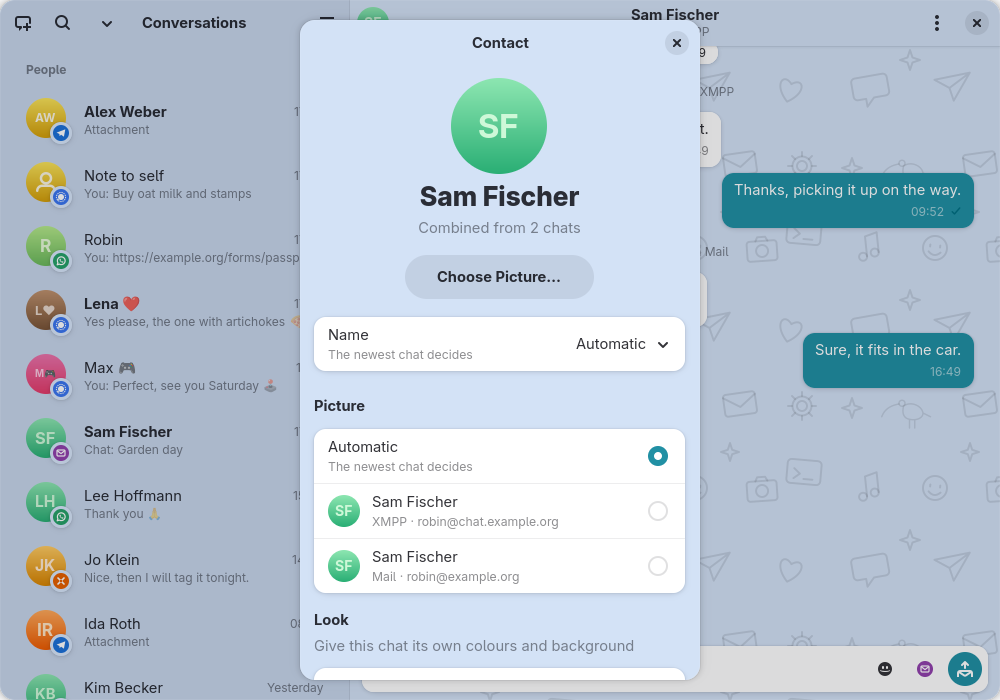 Conversations
People
AW
Alex Weber
Attachment
Note to self
You: Buy oat milk and stamps
R
Robin
You: https://example.org/forms/passp
L❤
Lena ❤️
Yes please, the one with artichokes
M🎮
Max 🎮
You: Perfect, see you Saturday 🕹️
SF
Sam Fischer
Chat: Garden day
LH
Lee Hoffmann
Thank you 🙏
JK
Jo Klein
Nice, then I will tag it tonight.
IR
Ida Roth
Attachment
KB
Kim Becker
Yesterday
Contact
SF
Sam Fischer
Combined from 2 chats
Choose Picture…
Name
The newest chat decides
Automatic
Picture
Automatic
The newest chat decides
SF
Sam Fischer
XMPP · robin@chat.example.org
SF
Sam Fischer
Mail · robin@example.org
Look
Give this chat its own colours and background
Sam Fischer
XMPP
Thanks, picking it up on the way.
09:52 ✓
Mail
Sure, it fits in the car.
16:49